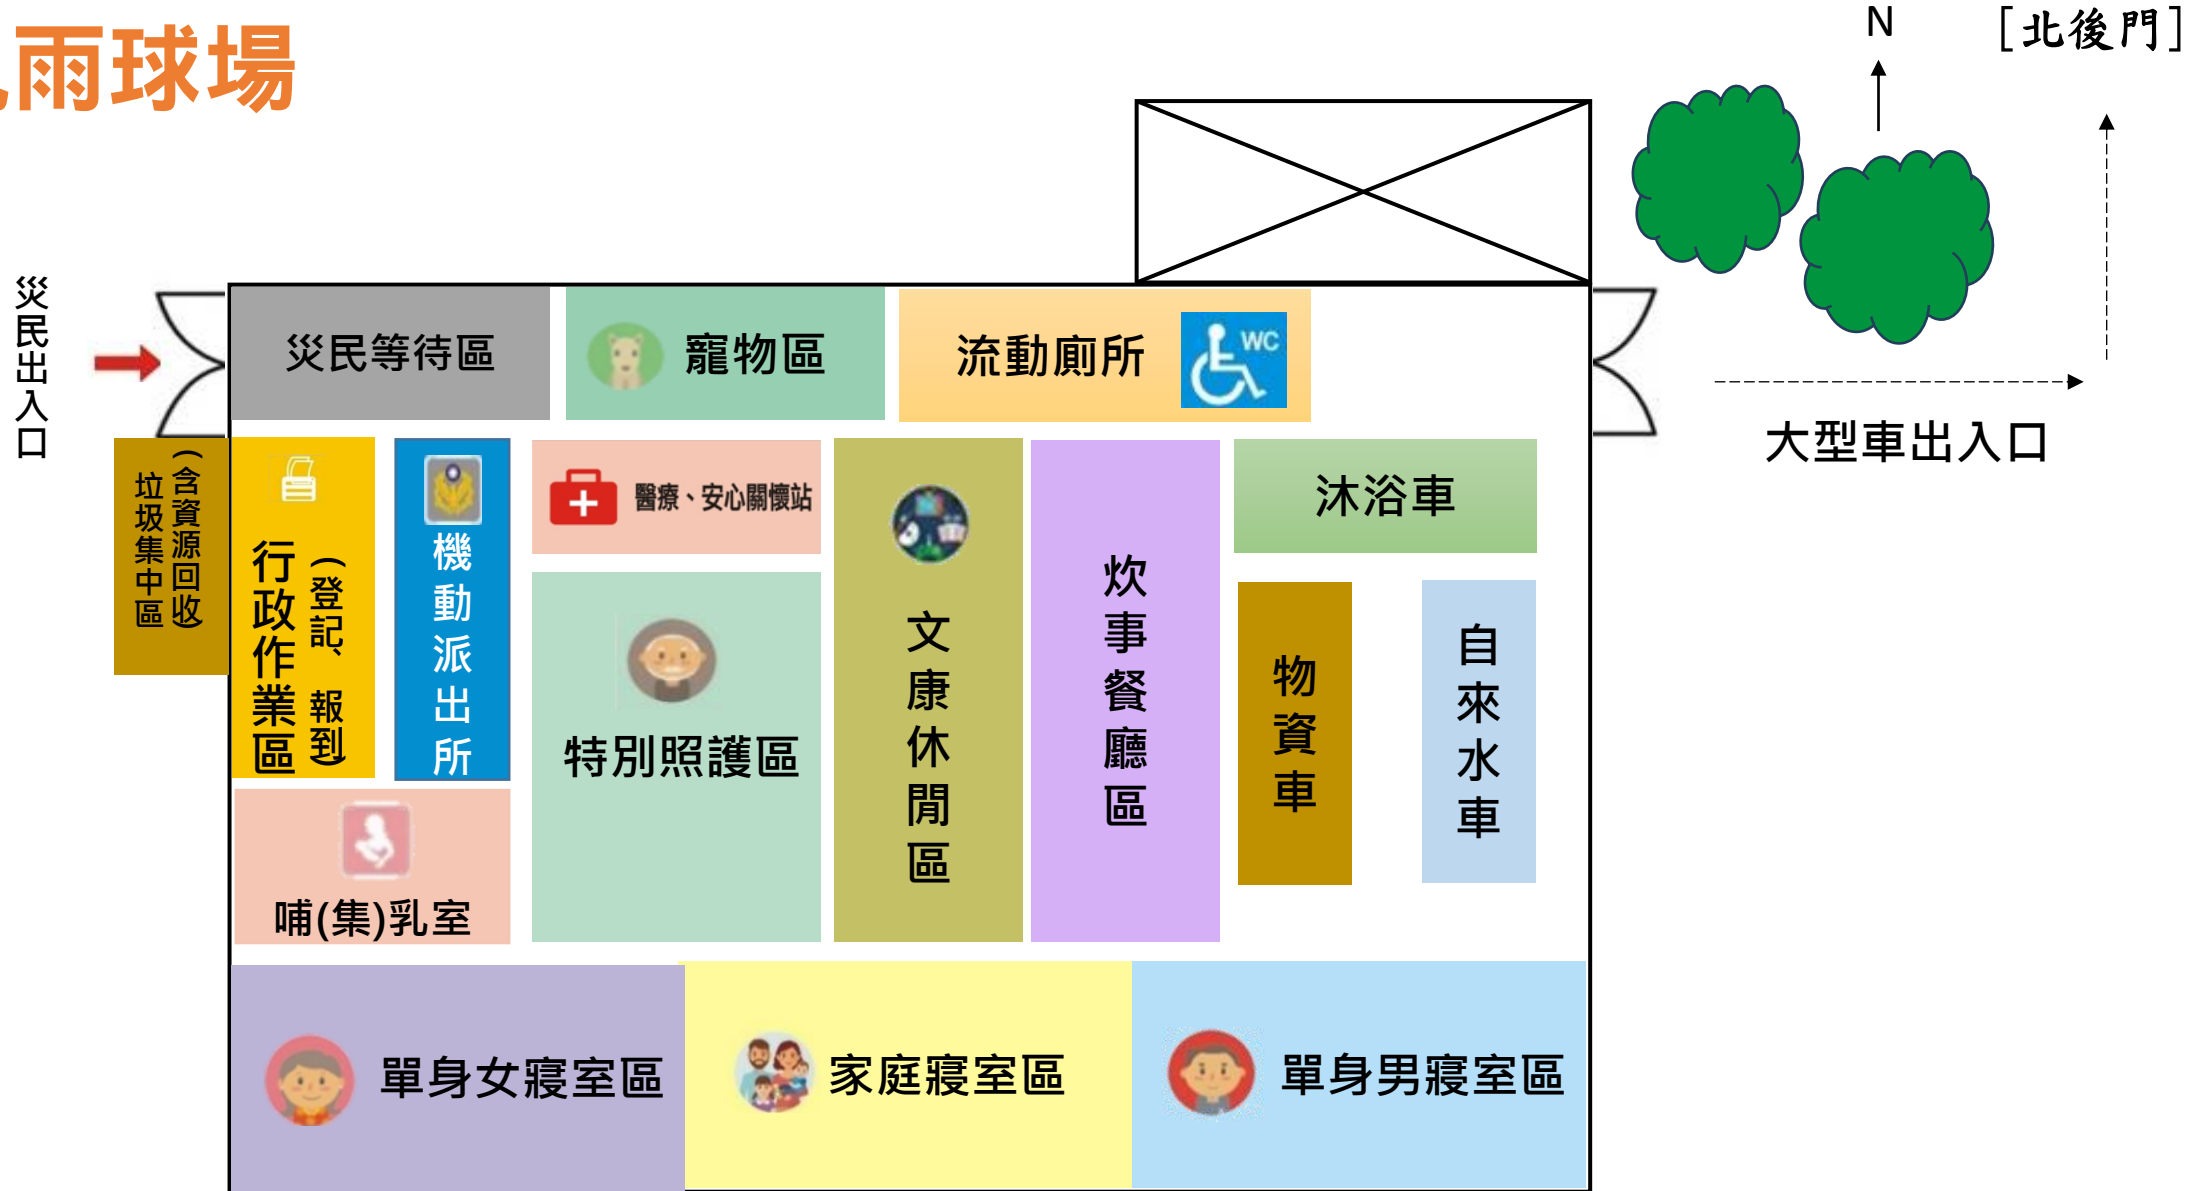 雨球場
N
[北後門]
災民出入口
災民等待區
寵物區
流動廁所
WC
大型車出入口
垃圾集中區
(含資源回收)
行政作業區
(登記、報到)
機動派出所
醫療、安心關懷站
特別照護區
文康休閒區
炊事餐廳區
沐浴車
物資車
自來水車
哺(集)乳室
單身女寢室區
家庭寢室區
單身男寢室區